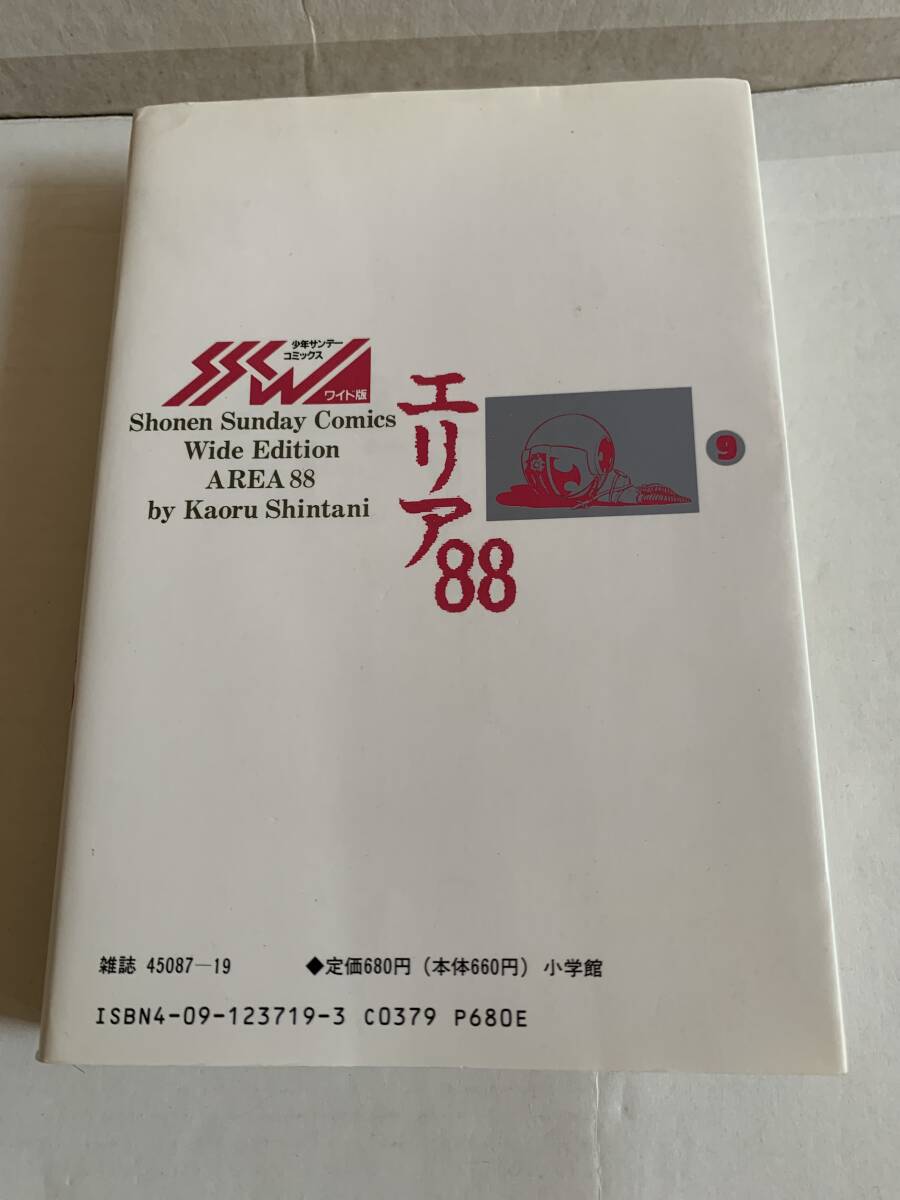 少年サンデー
コミックス
SSCW
ワイド版
Shonen Sunday Comics
Wide Edition
AREA 88
by Kaoru Shintani
エリア88
9
雑誌 45087-19 ◆定価680円(本体660円) 小学館
ISBN4-09-123719-3 C0379 P680E